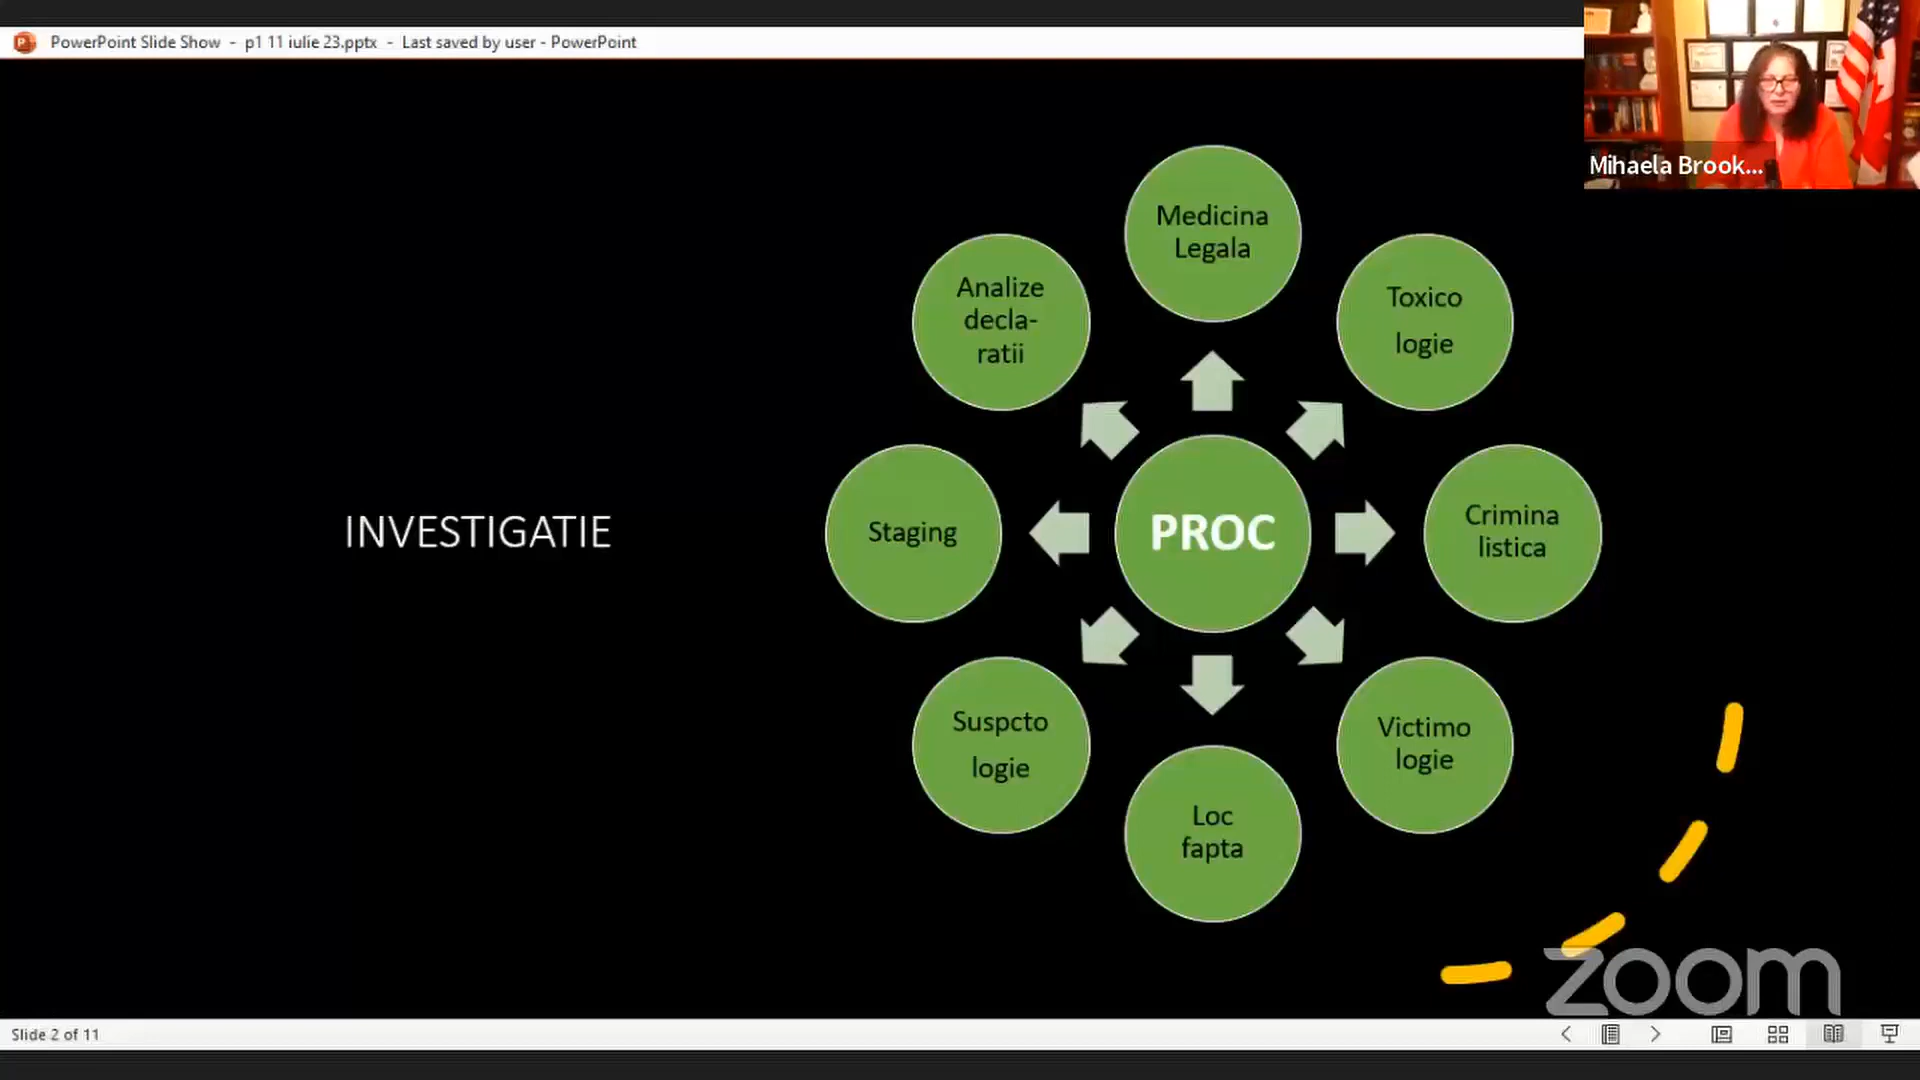 PowerPoint Slide Show - p1 11 iulie 23.pptx - Last saved by user - PowerPoint
Mihaela Brook...
INVESTIGATIE
PROC
Medicina
Legala
Toxico
logie
Crimina
listica
Victimo
logie
Loc
fapta
Suspcto
logie
Staging
Analize
decla-
ratii
zoom
Slide 2 of 11